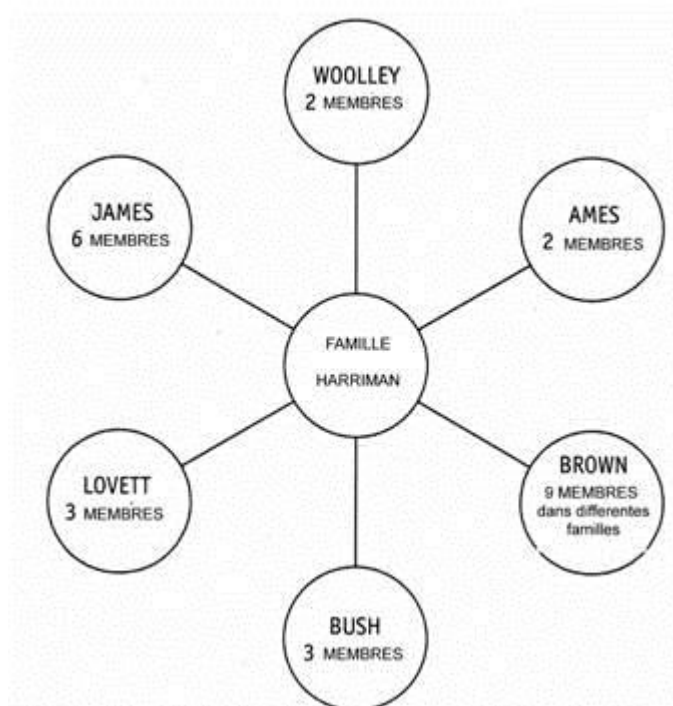 WOOLLEY
2 MEMBRES
JAMES
6 MEMBRES
AMES
2 MEMBRES
FAMILLE
HARRIMAN
LOVETT
3 MEMBRES
BROWN
9 MEMBRES
dans differentes
familles
BUSH
3 MEMBRES